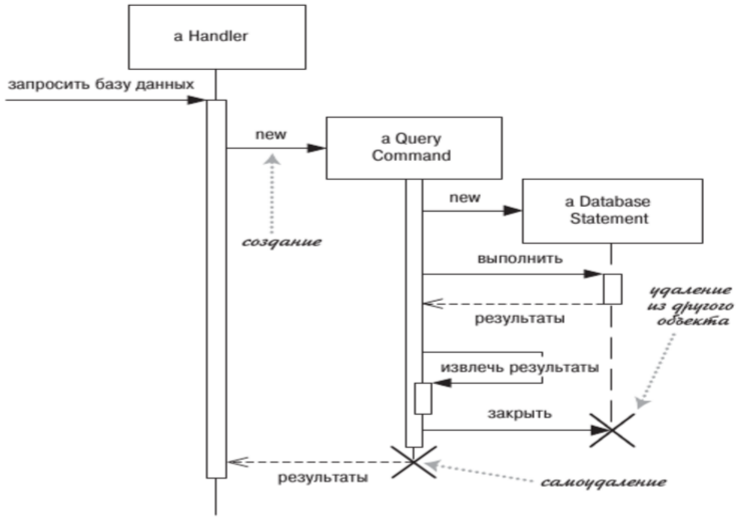 a Handler
запросить базу данных
new
a Query
Command
создание
new
a Database
Statement
выполнить
удаление
из другого
объекта
результаты
извлечь результаты
закрыть
результаты
самоудаление